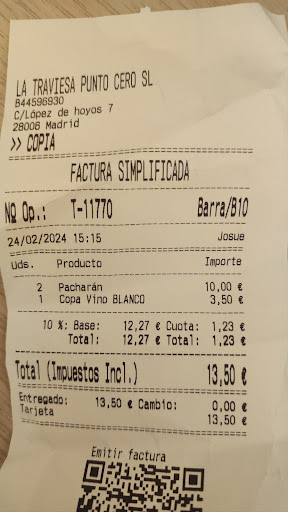 LA TRAVIESA PUNTO CERO SL
B44596930
C/López de hoyos 7
28006 Madrid
>> COPIA
FACTURA SIMPLIFICADA
NQ Op.: T-11770 Barra/B10
24/02/2024 15:15 Josue
Uds. Producto Importe
2 Pacharán 10,00 €
1 Copa Vino BLANCO 3,50 €
10 %: Base: 12,27 € Cuota: 1,23 €
Total: 12,27 € Total: 1,23 €
Total (Impuestos Incl.) 13,50 €
Entregado: 13,50 € Cambio: 0,00 €
Tarjeta 13,50 €
Emitir factura